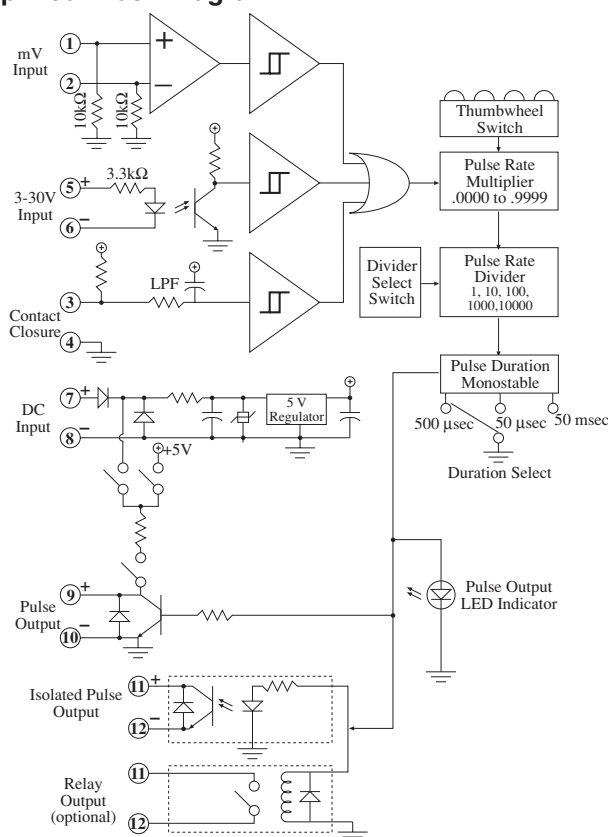 mV
Input
1
2
+
−
10kΩ
10kΩ
3-30V
Input
5
+
6
−
3.3kΩ
+
Contact
Closure
3
4
+
LPF
+
Thumbwheel
Switch
Pulse Rate
Multiplier
.0000 to .9999
Divider
Select
Switch
Pulse Rate
Divider
1, 10, 100,
1000,10000
Pulse Duration
Monostable
500 µsec
50 µsec
50 msec
Duration Select
DC
Input
7
+
8
−
5 V
Regulator
+
+
+5V
Pulse
Output
9
+
10
−
Pulse Output
LED Indicator
Isolated Pulse
Output
11
+
12
−
Relay
Output
(optional)
11
12